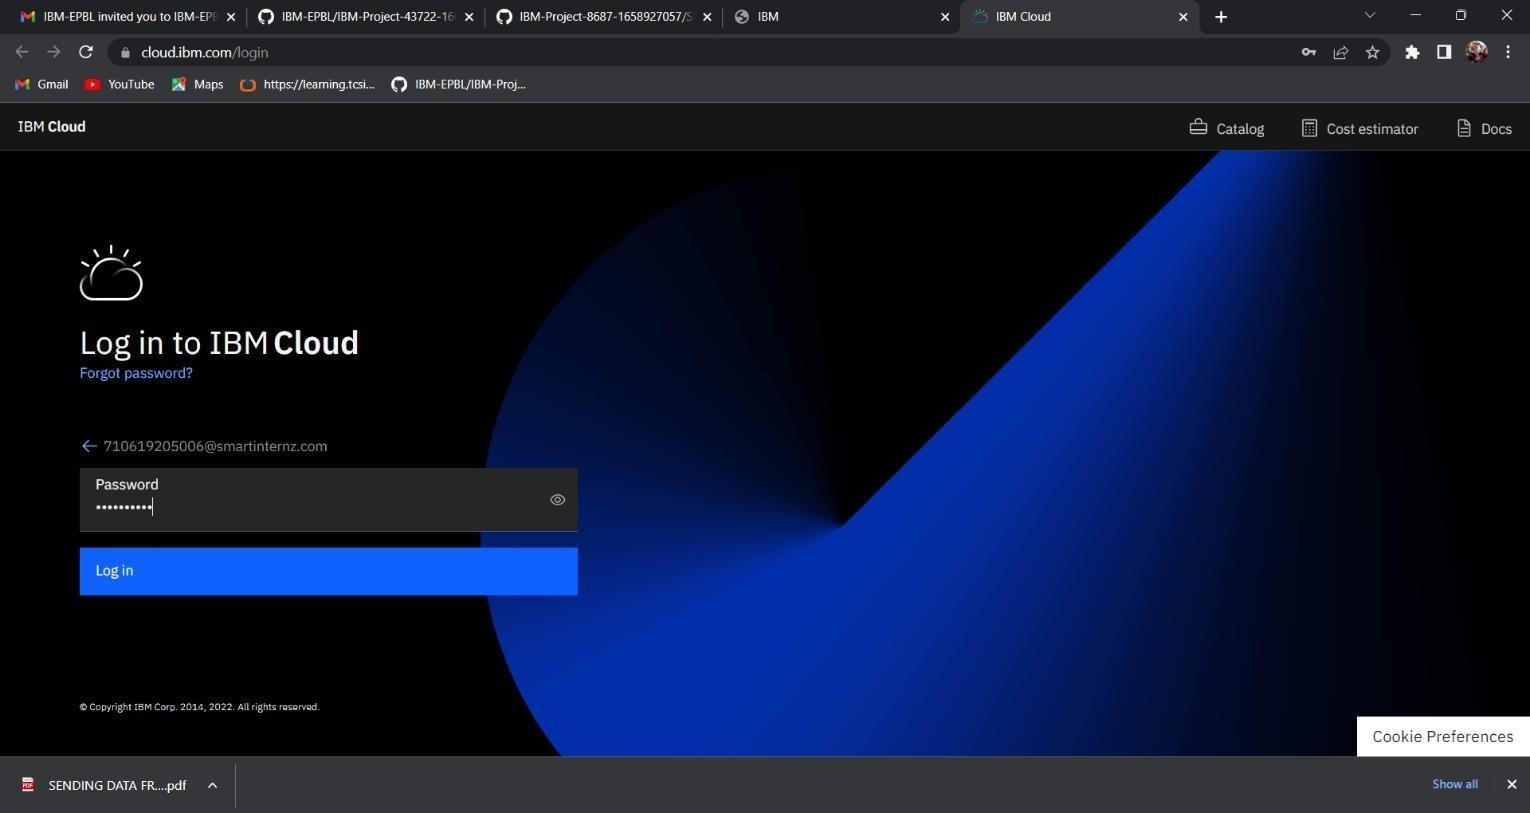 IBM-EPBL invited you to IBM-EPB
IBM-EPBL/IBM-Project-43722-16
IBM-Project-8687-1658927057/S
IBM
IBM Cloud
cloud.ibm.com/login
Gmail
YouTube
Maps
https://learning.tcsi...
IBM-EPBL/IBM-Proj...
IBM Cloud
Catalog
Cost estimator
Docs
Log in to IBM Cloud
Forgot password?
710619205006@smartinternz.com
Password
••••••••••
Log in
© Copyright IBM Corp. 2014, 2022. All rights reserved.
Cookie Preferences
SENDING DATA FR....pdf
Show all